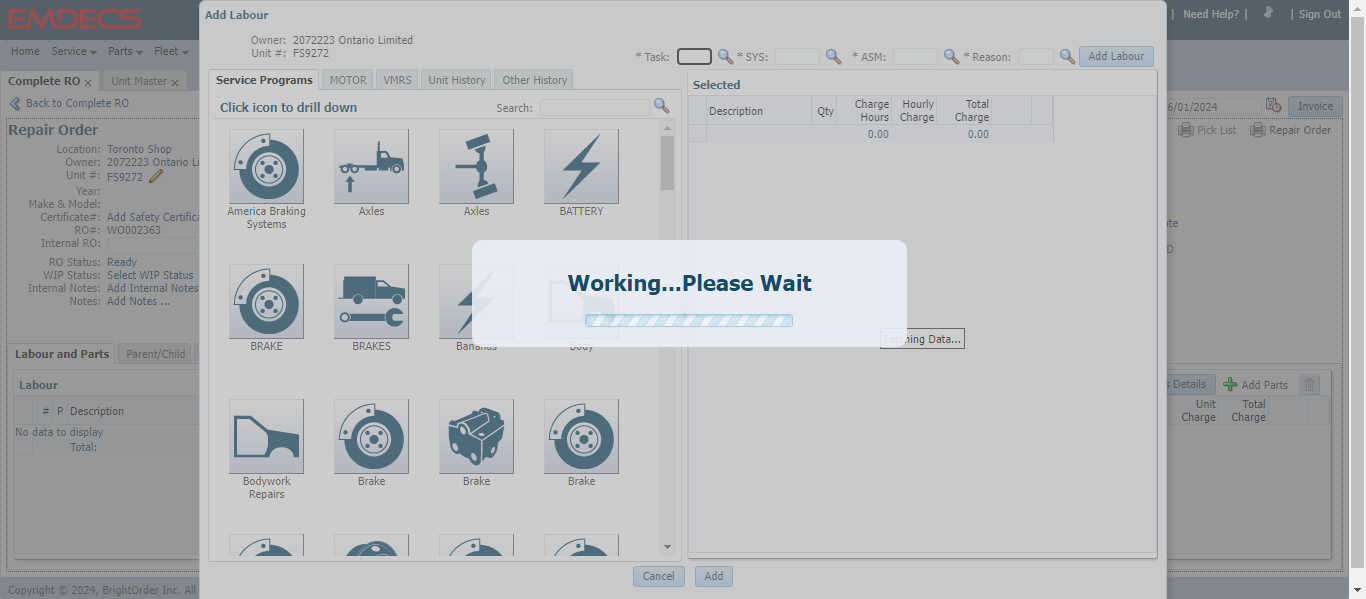 EMDECS
| Need Help? | | Sign Out
Home Service Parts Fleet
Complete RO x Unit Master x
Back to Complete RO
6/01/2024 Invoice
Pick List Repair Order
Repair Order
Location: Toronto Shop
Owner: 2072223 Ontario Li
Unit #: FS9272
Year:
Make & Model:
Certificate#: Add Safety Certifica
RO#: WO002363
Internal RO:
RO Status: Ready
WIP Status: Select WIP Status
Internal Notes: Add Internal Notes
Notes: Add Notes ...
Labour and Parts Parent/Child
Labour
# P Description
No data to display
Total:
Copyright © 2024, BrightOrder Inc. All
Add Labour
Owner: 2072223 Ontario Limited
Unit #: FS9272
* Task: * SYS: * ASM: * Reason: Add Labour
Service Programs MOTOR VMRS Unit History Other History
Click icon to drill down Search:
America Braking Systems
Axles
Axles
BATTERY
BRAKE
BRAKES
Bananas
Body
Bodywork Repairs
Brake
Brake
Brake
Selected
Description Qty Charge Hours Hourly Charge Total Charge
0.00 0.00
Working...Please Wait
Fetching Data...
Cancel Add
te
D
s Details Add Parts
Unit Charge Total Charge